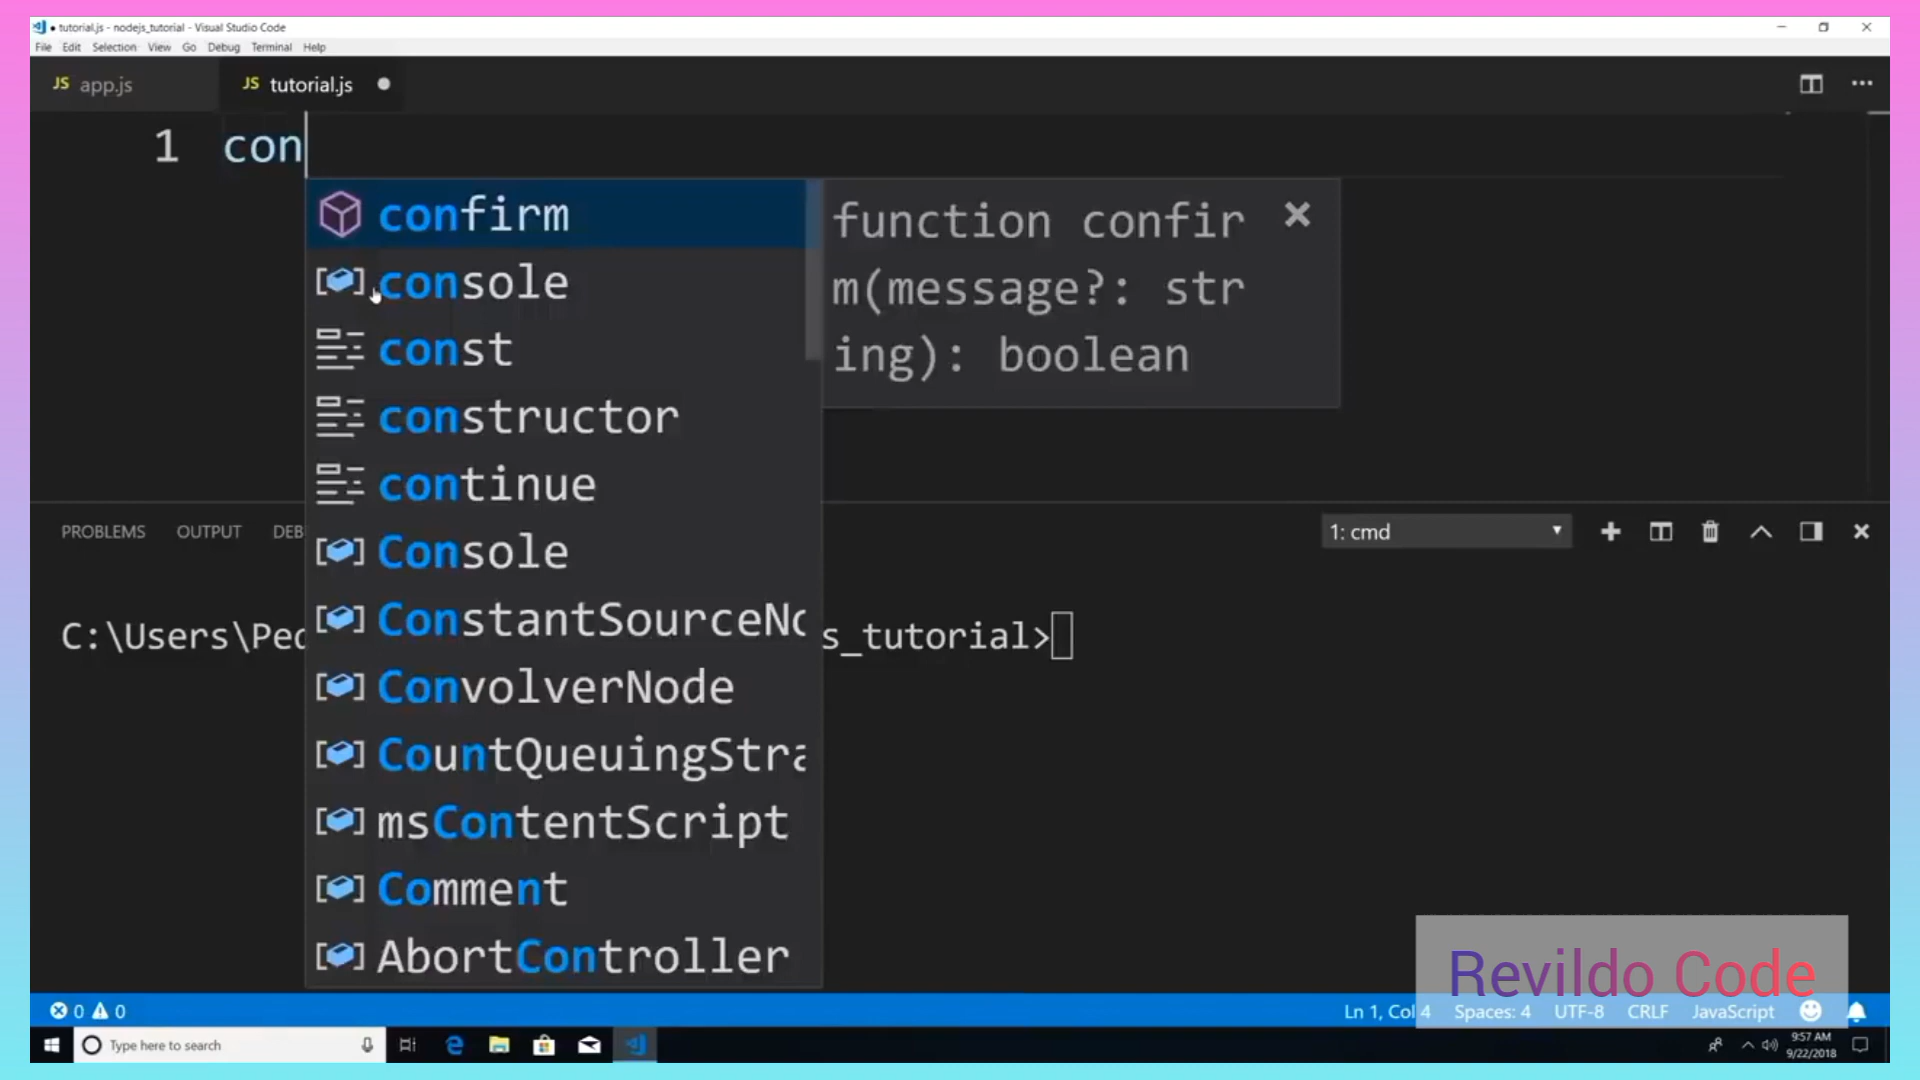 tutorial.js - nodejs_tutorial - Visual Studio Code
File Edit Selection View Go Debug Terminal Help
JS app.js
JS tutorial.js
1 con
confirm
console
const
constructor
continue
Console
ConstantSourceNo
ConvolverNode
CountQueuingStra
msContentScript
Comment
AbortController
function confir
m(message?: str
ing): boolean
PROBLEMS OUTPUT DEB
1: cmd
C:\Users\Ped s_tutorial>
Revildo Code
0 0
Ln 1, Col 4 Spaces: 4 UTF-8 CRLF JavaScript
Type here to search
9:57 AM
9/22/2018